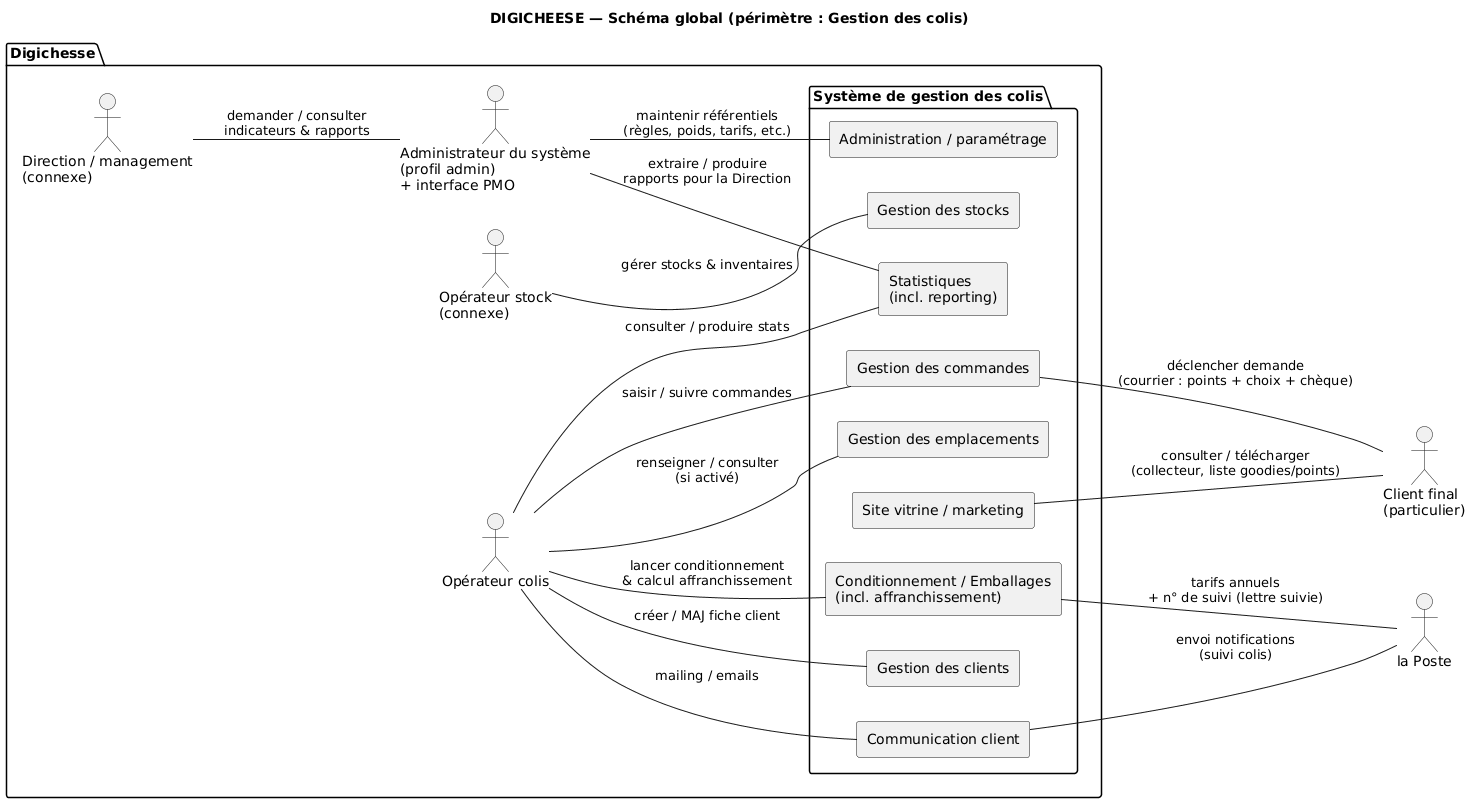 DIGICHEESE — Schéma global (périmètre : Gestion des colis)
Digichesse
Système de gestion des colis
Direction / management
(connexe)
demander / consulter
indicateurs & rapports
Administrateur du système
(profil admin)
+ interface PMO
maintenir référentiels
(règles, poids, tarifs, etc.)
Administration / paramétrage
extraire / produire
rapports pour la Direction
Gestion des stocks
Opérateur stock
(connexe)
gérer stocks & inventaires
Statistiques
(incl. reporting)
consulter / produire stats
Gestion des commandes
déclencher demande
(courrier : points + choix + chèque)
saisir / suivre commandes
Gestion des emplacements
renseigner / consulter
(si activé)
consulter / télécharger
(collecteur, liste goodies/points)
Client final
(particulier)
Site vitrine / marketing
Opérateur colis
lancer conditionnement
& calcul affranchissement
Conditionnement / Emballages
(incl. affranchissement)
tarifs annuels
+ n° de suivi (lettre suivie)
créer / MAJ fiche client
Gestion des clients
envoi notifications
(suivi colis)
la Poste
mailing / emails
Communication client